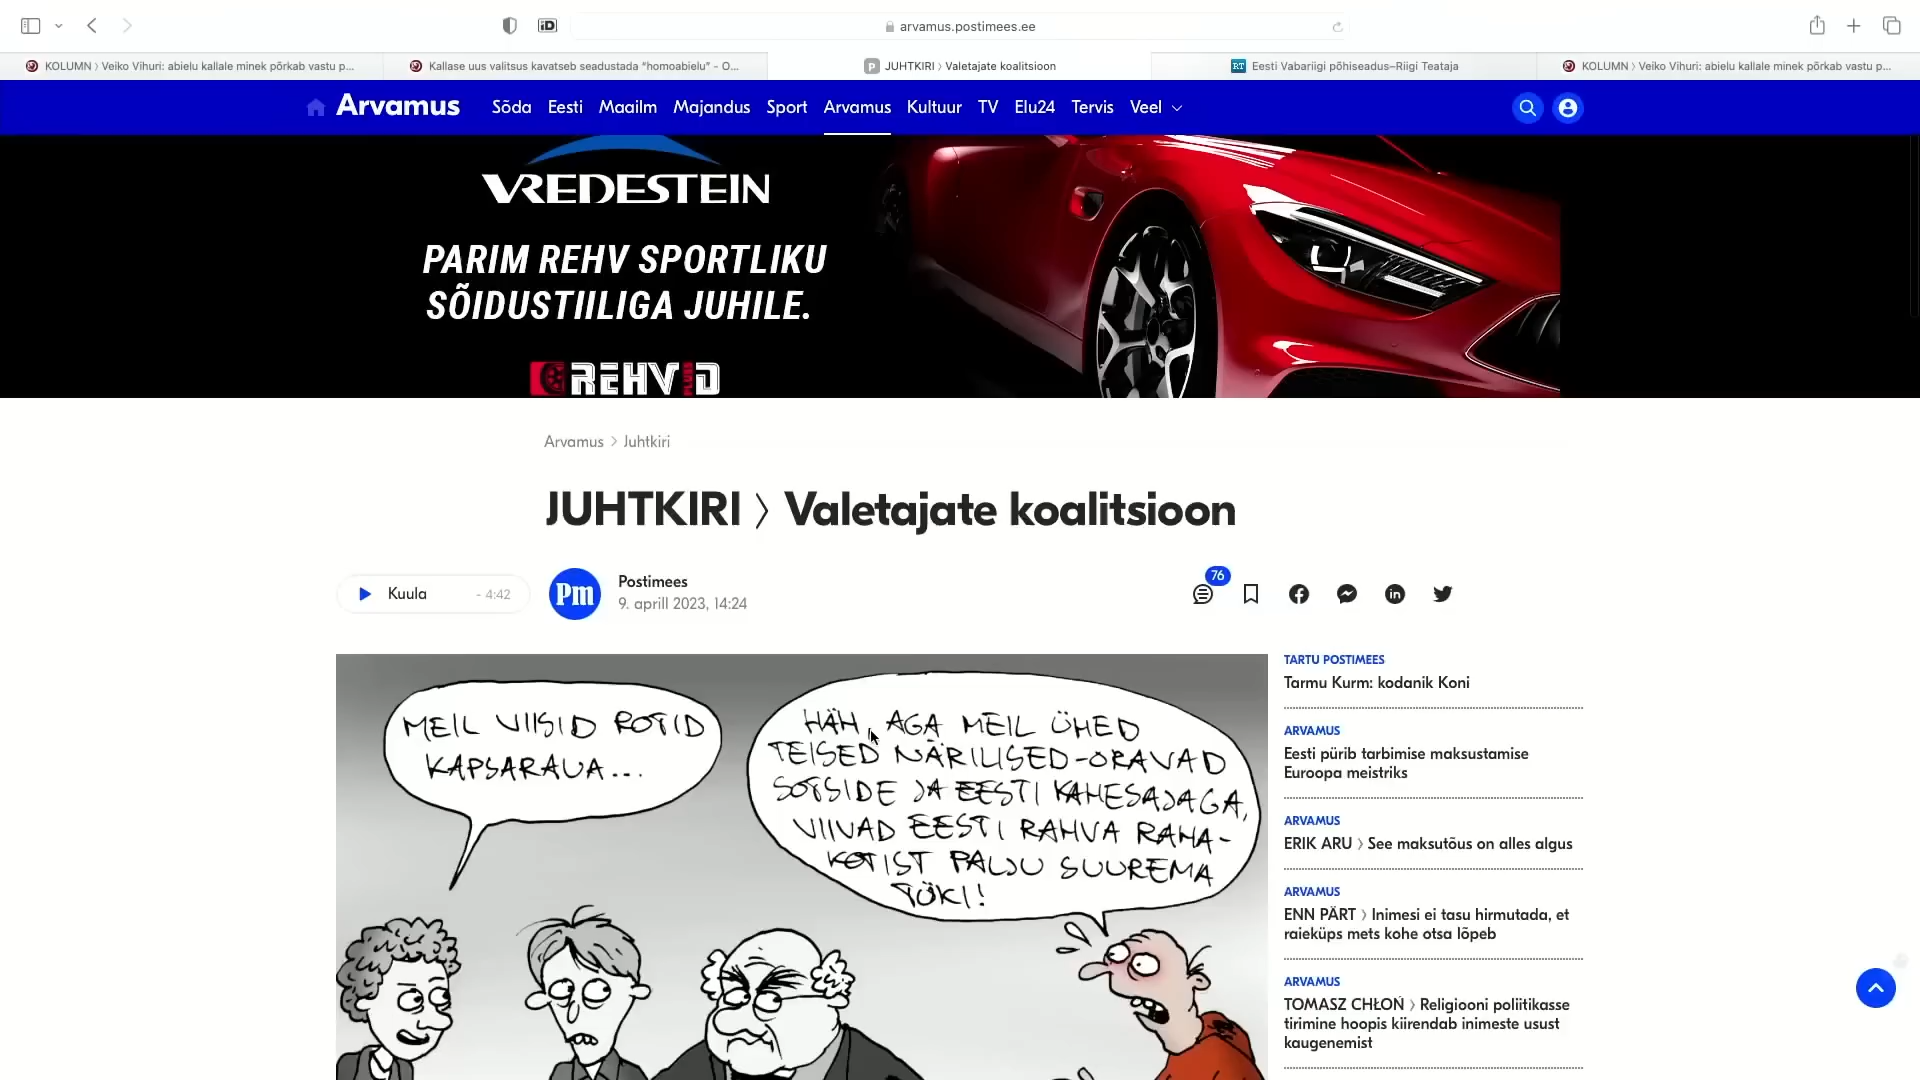 arvamus.postimees.ee
KOLUMN 〉Veiko Vihuri: abielu kallale minek põrkab vastu p...
Kallase uus valitsus kavatseb seadustada “homoabielu” - O...
JUHTKIRI 〉Valetajate koalitsioon
Eesti Vabariigi põhiseadus–Riigi Teataja
KOLUMN 〉Veiko Vihuri: abielu kallale minek põrkab vastu p...
Arvamus Sõda Eesti Maailm Majandus Sport Arvamus Kultuur TV Elu24 Tervis Veel
VREDESTEIN
PARIM REHV SPORTLIKU
SÕIDUSTIILIGA JUHILE.
REHVID PLUSS
Arvamus > Juhtkiri
JUHTKIRI 〉Valetajate koalitsioon
Kuula - 4:42
Pm
Postimees
9. aprill 2023, 14:24
76
MEIL VIISID ROTID
KAPSARAUA...
HÄH, AGA MEIL ÜHED
TEISED NÄRILISED-ORAVAD
SOTSIDE JA EESTI KAHESAJAGA,
VIIVAD EESTI RAHVA RAHA-
KOTIST PALJU SUUREMA
TÜKI!
TARTU POSTIMEES
Tarmu Kurm: kodanik Koni
ARVAMUS
Eesti pürib tarbimise maksustamise
Euroopa meistriks
ARVAMUS
ERIK ARU 〉See maksutõus on alles algus
ARVAMUS
ENN PÄRT 〉Inimesi ei tasu hirmutada, et
raieküps mets kohe otsa lõpeb
ARVAMUS
TOMASZ CHŁOŃ 〉Religiooni poliitikasse
tirimine hoopis kiirendab inimeste usust
kaugenemist